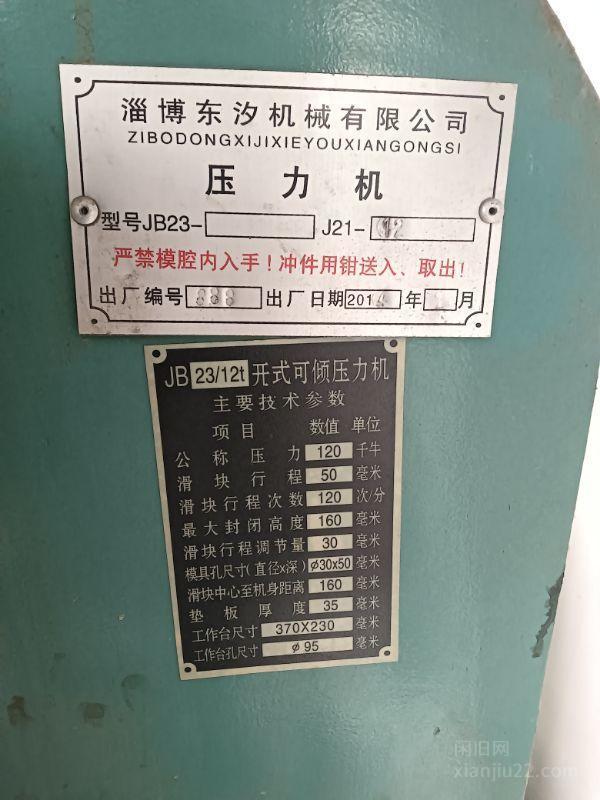 淄博东汐机械有限公司
ZIBODONGXIJIXIEYOUXIANGONGSI
压力机
型号JB23- J21-12
严禁模腔内入手！冲件用钳送入、取出！
出厂编号 出厂日期 201 年 月
JB 23/12t 开式可倾压力机
主要技术参数
项目 数值 单位
公称压力 120 千牛
滑块行程 50 毫米
滑块行程次数 120 次/分
最大封闭高度 160 毫米
滑块行程调节量 30 毫米
模具孔尺寸(直径x深) φ30x50 毫米
滑块中心至机身距离 160 毫米
垫板厚度 35 毫米
工作台尺寸 370X230 毫米
工作台孔尺寸 φ95 毫米
闲旧网
xianjiu22.com